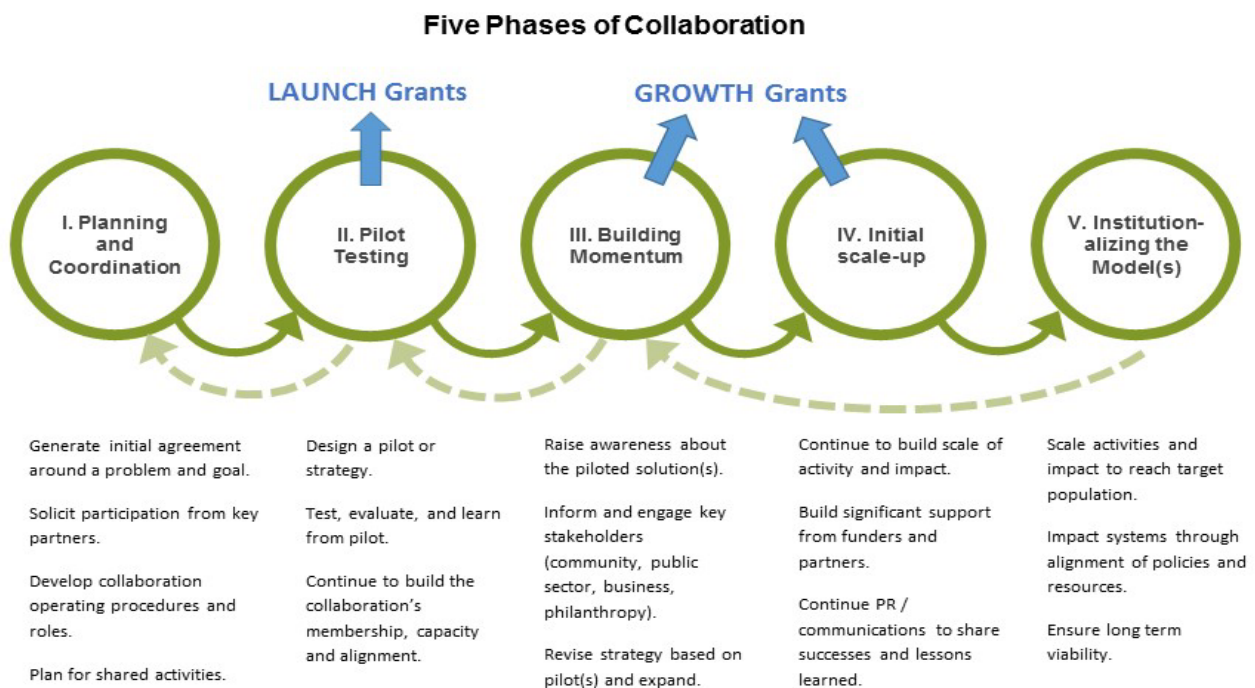 Five Phases of Collaboration
LAUNCH Grants
GROWTH Grants
I. Planning
and
Coordination
II. Pilot
Testing
III. Building
Momentum
IV. Initial
scale-up
V. Institution-
alizing the
Model(s)
Generate initial agreement
around a problem and goal.
Solicit participation from key
partners.
Develop collaboration
operating procedures and
roles.
Plan for shared activities.
Design a pilot or
strategy.
Test, evaluate, and learn
from pilot.
Continue to build the
collaboration's
membership, capacity
and alignment.
Raise awareness about
the piloted solution(s).
Inform and engage key
stakeholders
(community, public
sector, business,
philanthropy).
Revise strategy based on
pilot(s) and expand.
Continue to build scale of
activity and impact.
Build significant support
from funders and
partners.
Continue PR /
communications to share
successes and lessons
learned.
Scale activities and
impact to reach target
population.
Impact systems through
alignment of policies and
resources.
Ensure long term
viability.